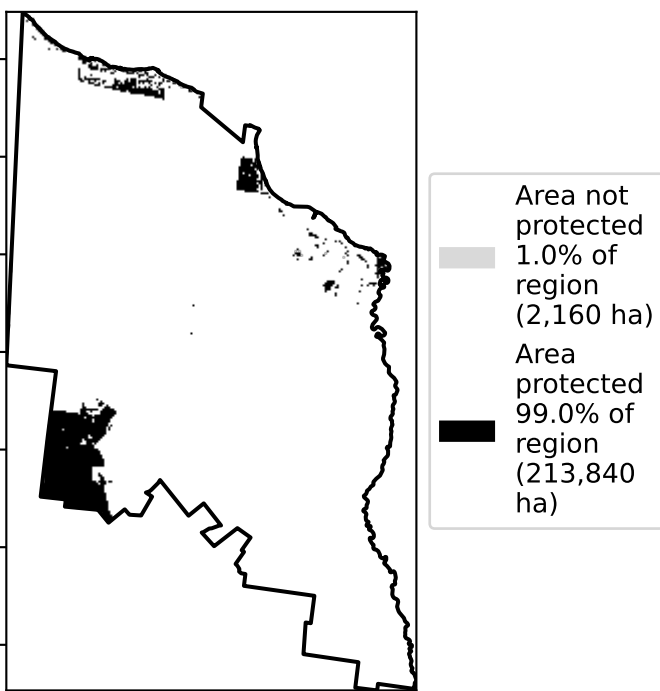 Area not
protected
1.0% of
region
(2,160 ha)
Area
protected
99.0% of
region
(213,840
ha)